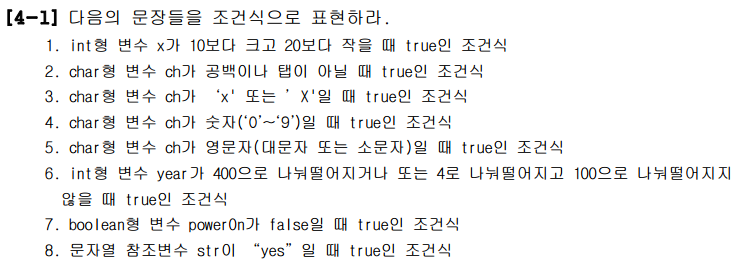 [4-1] 다음의 문장들을 조건식으로 표현하라.
1. int형 변수 x가 10보다 크고 20보다 작을 때 true인 조건식
2. char형 변수 ch가 공백이나 탭이 아닐 때 true인 조건식
3. char형 변수 ch가 ‘x' 또는 ’X'일 때 true인 조건식
4. char형 변수 ch가 숫자(‘0’~‘9’)일 때 true인 조건식
5. char형 변수 ch가 영문자(대문자 또는 소문자)일 때 true인 조건식
6. int형 변수 year가 400으로 나눠떨어지거나 또는 4로 나눠떨어지고 100으로 나눠떨어지지
않을 때 true인 조건식
7. boolean형 변수 powerOn가 false일 때 true인 조건식
8. 문자열 참조변수 str이 “yes”일 때 true인 조건식